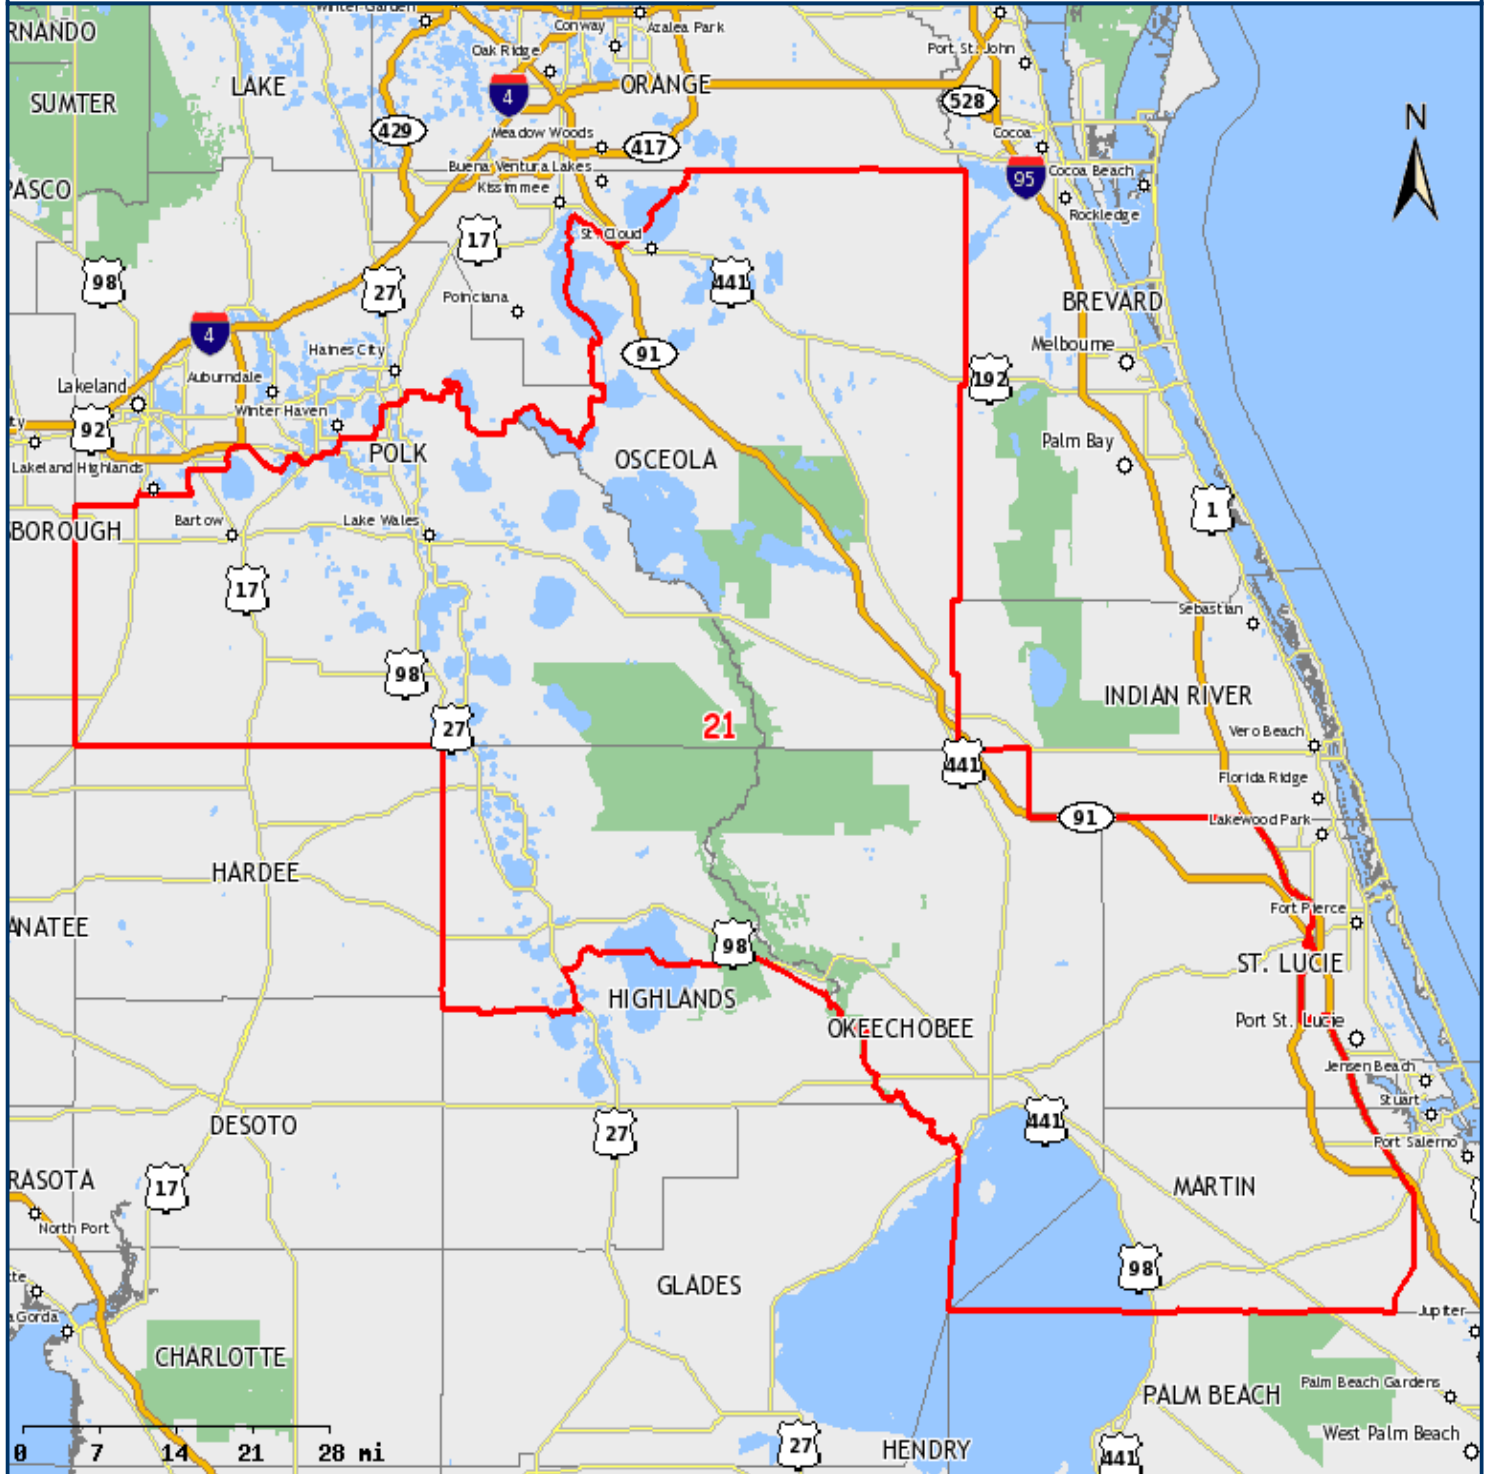 Winter Garden
Conway
Azalea Park
RNANDO
Oak Ridge
Port St. John
LAKE
ORANGE
SUMTER
4
528
N
429
Meadow Woods
417
Cocoa
Buena Ventura Lakes
95
Cocoa Beach
PASCO
Kissimmee
Rockledge
17
St. Cloud
98
27
441
Poinciana
BREVARD
4
Melbourne
Haines City
91
Auburndale
192
Lakeland
Winter Haven
ty
92
Palm Bay
POLK
OSCEOLA
Lakeland Highlands
1
Bartow
Lake Wales
SBOROUGH
17
Sebastian
98
INDIAN RIVER
27
21
Vero Beach
441
Florida Ridge
91
Lakewood Park
HARDEE
Fort Pierce
ANATEE
98
ST. LUCIE
HIGHLANDS
Port St. Lucie
OKEECHOBEE
Jensen Beach
Stuart
441
DESOTO
27
Port Salerno
RASOTA
17
MARTIN
North Port
98
tte
GLADES
a Gorda
Jupiter
CHARLOTTE
Palm Beach Gardens
PALM BEACH
West Palm Beach
0 7 14 21 28 mi
27
HENDRY
441